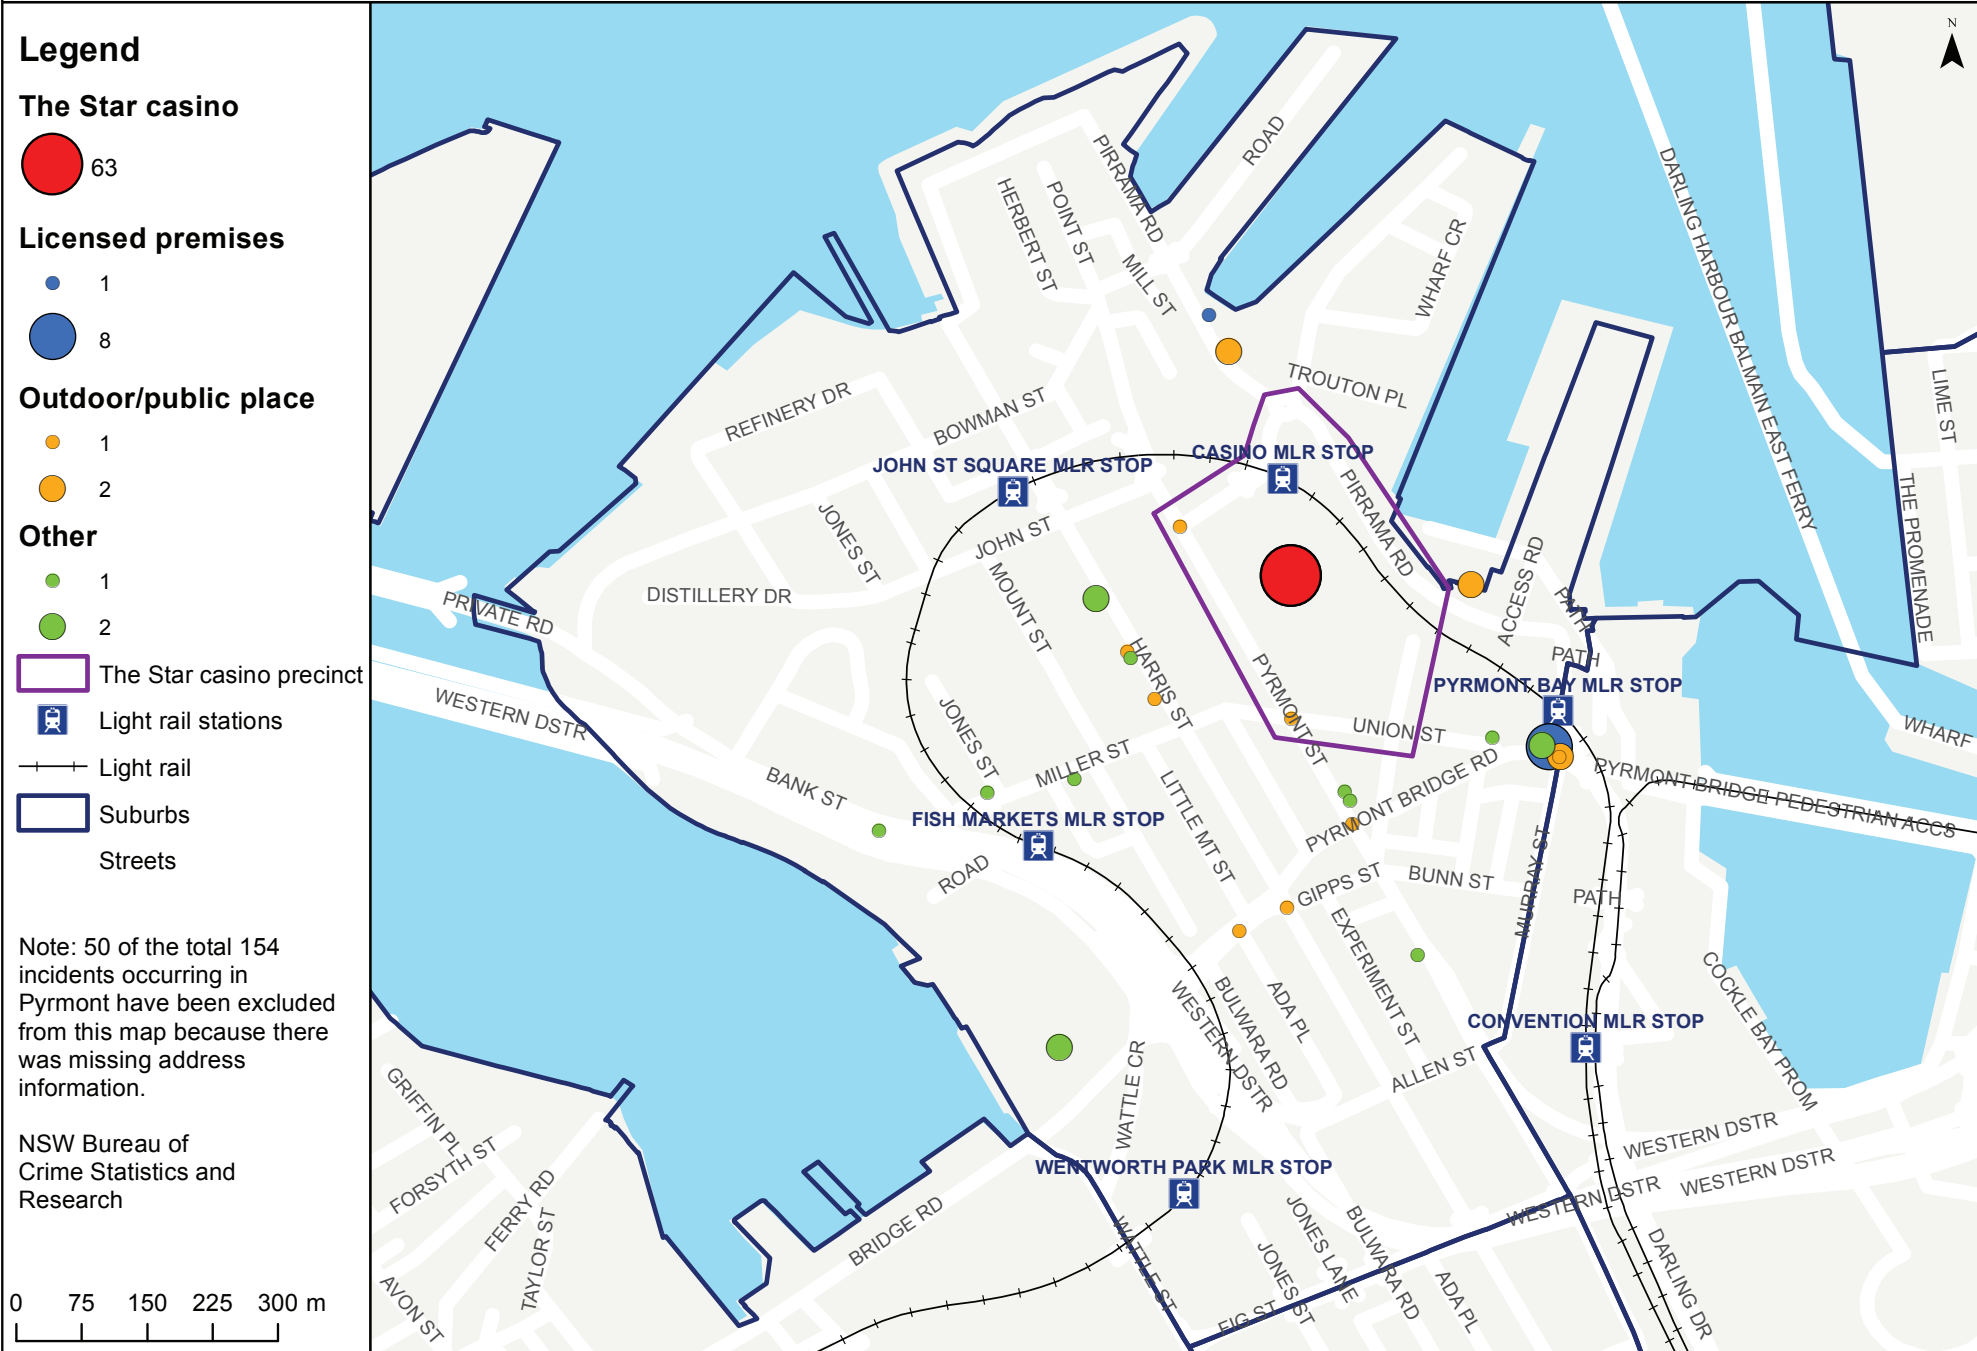 Legend
The Star casino
63
Licensed premises
1
8
Outdoor/public place
1
2
Other
1
2
The Star casino precinct
Light rail stations
Light rail
Suburbs
Streets
Note: 50 of the total 154
incidents occurring in
Pyrmont have been excluded
from this map because there
was missing address
information.
NSW Bureau of
Crime Statistics and
Research
0 75 150 225 300 m
N
ROAD
PIRRAMA RD
POINT ST
HERBERT ST
MILL ST
WHARF CR
DARLING HARBOUR BALMAIN EAST FERRY
TROUTON PL
LIME ST
REFINERY DR
BOWMAN ST
JOHN ST SQUARE MLR STOP
CASINO MLR STOP
PIRRAMA RD
THE PROMENADE
JONES ST
JOHN ST
ACCESS RD
PATH
PRIVATE RD
DISTILLERY DR
MOUNT ST
HARRIS ST
PYRMONT ST
PATH
PYRMONT BAY MLR STOP
WESTERN DSTR
JONES ST
UNION ST
WHARF
BANK ST
MILLER ST
LITTLE MT ST
PYRMONT BRIDGE RD
PYRMONT BRIDGE PEDESTRIAN ACCS
FISH MARKETS MLR STOP
ROAD
GIPPS ST
BUNN ST
MURRAY ST
PATH
EXPERIMENT ST
COCKLE BAY PROM
WESTERN DSTR
BULWARA RD
ADA PL
CONVENTION MLR STOP
ALLEN ST
WATTLE CR
GRIFFIN PL
FORSYTH ST
FERRY RD
TAYLOR ST
AVON ST
BRIDGE RD
WENTWORTH PARK MLR STOP
WATTLE ST
WESTERN DSTR
WESTERN DSTR
WESTERN DSTR
JONES LANE
JONES ST
BULWARA RD
ADA PL
FIG ST
DARLING DR